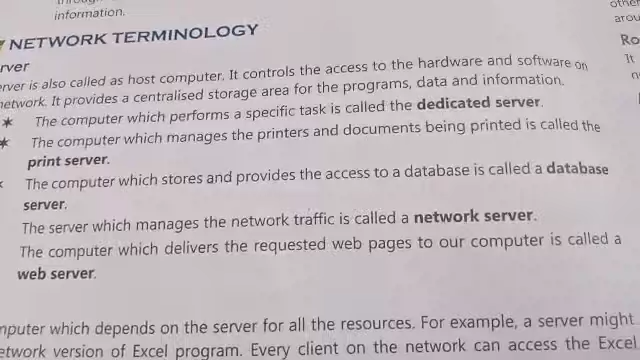 information.
NETWORK TERMINOLOGY
rver
erver is also called as host computer. It controls the access to the hardware and software on
network. It provides a centralised storage area for the programs, data and information.
* The computer which performs a specific task is called the dedicated server.
* The computer which manages the printers and documents being printed is called the
print server.
The computer which stores and provides the access to a database is called a database
server.
The server which manages the network traffic is called a network server.
The computer which delivers the requested web pages to our computer is called a
web server.
mputer which depends on the server for all the resources. For example, a server might
etwork version of Excel program. Every client on the network can access the Excel
other
arou
Ro
It